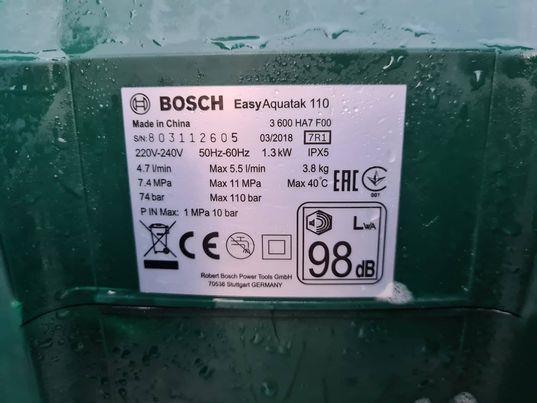 BOSCH EasyAquatak 110
Made in China 3 600 HA7 F00
S/N: 803112605 03/2018 7R1
220V-240V 50Hz-60Hz 1.3 kW IPX5
4.7 l/min Max 5.5 l/min 3.8 kg
7.4 MPa Max 11 MPa Max 40°C
74 bar Max 110 bar
P IN Max: 1 MPa 10 bar
EAC
CE
LWA
98 dB
Robert Bosch Power Tools GmbH
70538 Stuttgart GERMANY